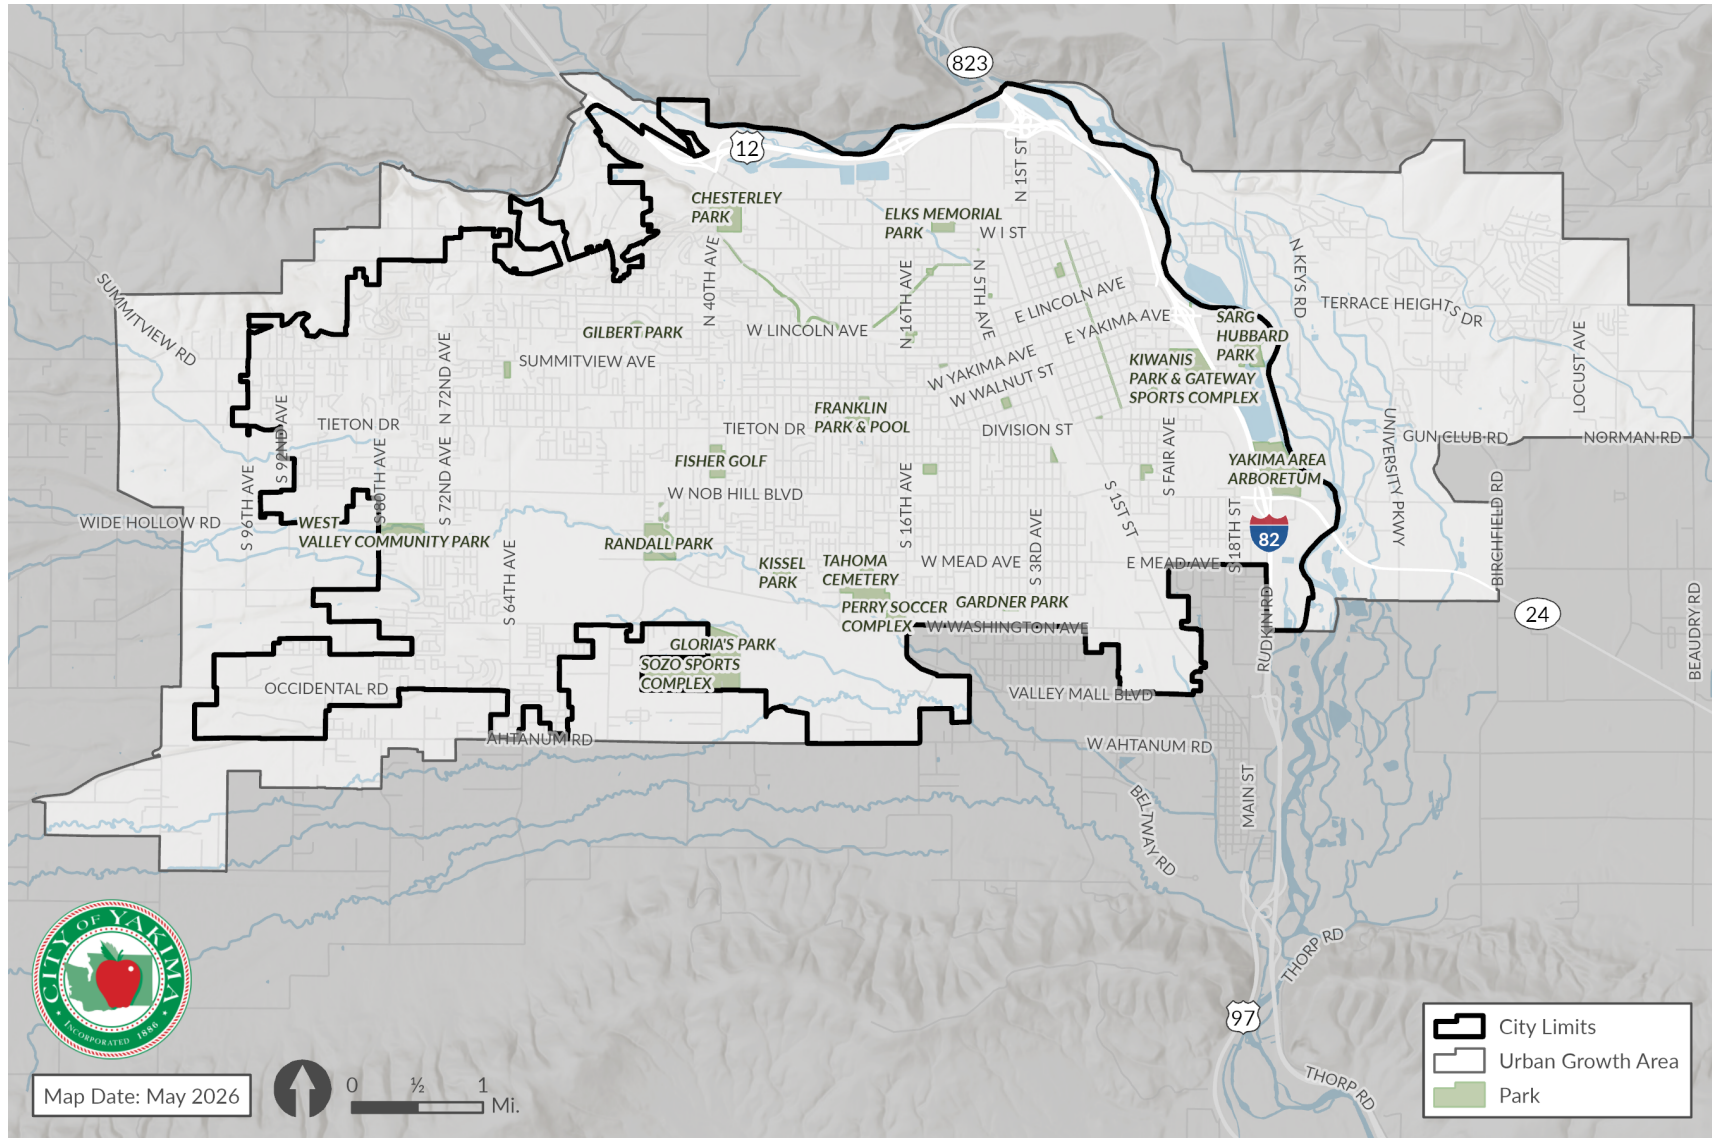 823
12
CHESTERLEY
PARK
ELKS MEMORIAL
PARK
W I ST
N 1ST ST
N 40TH AVE
N 16TH AVE
N 5TH AVE
N KEYS RD
SUMMITVIEW RD
GILBERT PARK
W LINCOLN AVE
E LINCOLN AVE
E YAKIMA AVE
SARG
HUBBARD
PARK
TERRACE HEIGHTS DR
LOCUST AVE
SUMMITVIEW AVE
N 72ND AVE
W YAKIMA AVE
W WALNUT ST
KIWANIS
PARK & GATEWAY
SPORTS COMPLEX
S 92ND AVE
TIETON DR
FRANKLIN
PARK & POOL
TIETON DR
DIVISION ST
S FAIR AVE
UNIVERSITY PKWY
GUN CLUB RD
NORMAN RD
S 96TH AVE
S 80TH AVE
S 72ND AVE
FISHER GOLF
W NOB HILL BLVD
S 16TH AVE
S 1ST ST
YAKIMA AREA
ARBORETUM
BIRCHFIELD RD
WIDE HOLLOW RD
WEST
VALLEY COMMUNITY PARK
S 64TH AVE
RANDALL PARK
KISSEL
PARK
TAHOMA
CEMETERY
W MEAD AVE
S 3RD AVE
E MEAD AVE
S 18TH ST
82
24
BEAUDRY RD
PERRY SOCCER
COMPLEX
GARDNER PARK
W WASHINGTON AVE
RUDKIN RD
GLORIA'S PARK
SOZO SPORTS
COMPLEX
OCCIDENTAL RD
VALLEY MALL BLVD
AHTANUM RD
W AHTANUM RD
MAIN ST
BELTWAY RD
THORP RD
97
THORP RD
CITY OF YAKIMA
INCORPORATED 1886
Map Date: May 2026
0 ½ 1
Mi.
City Limits
Urban Growth Area
Park